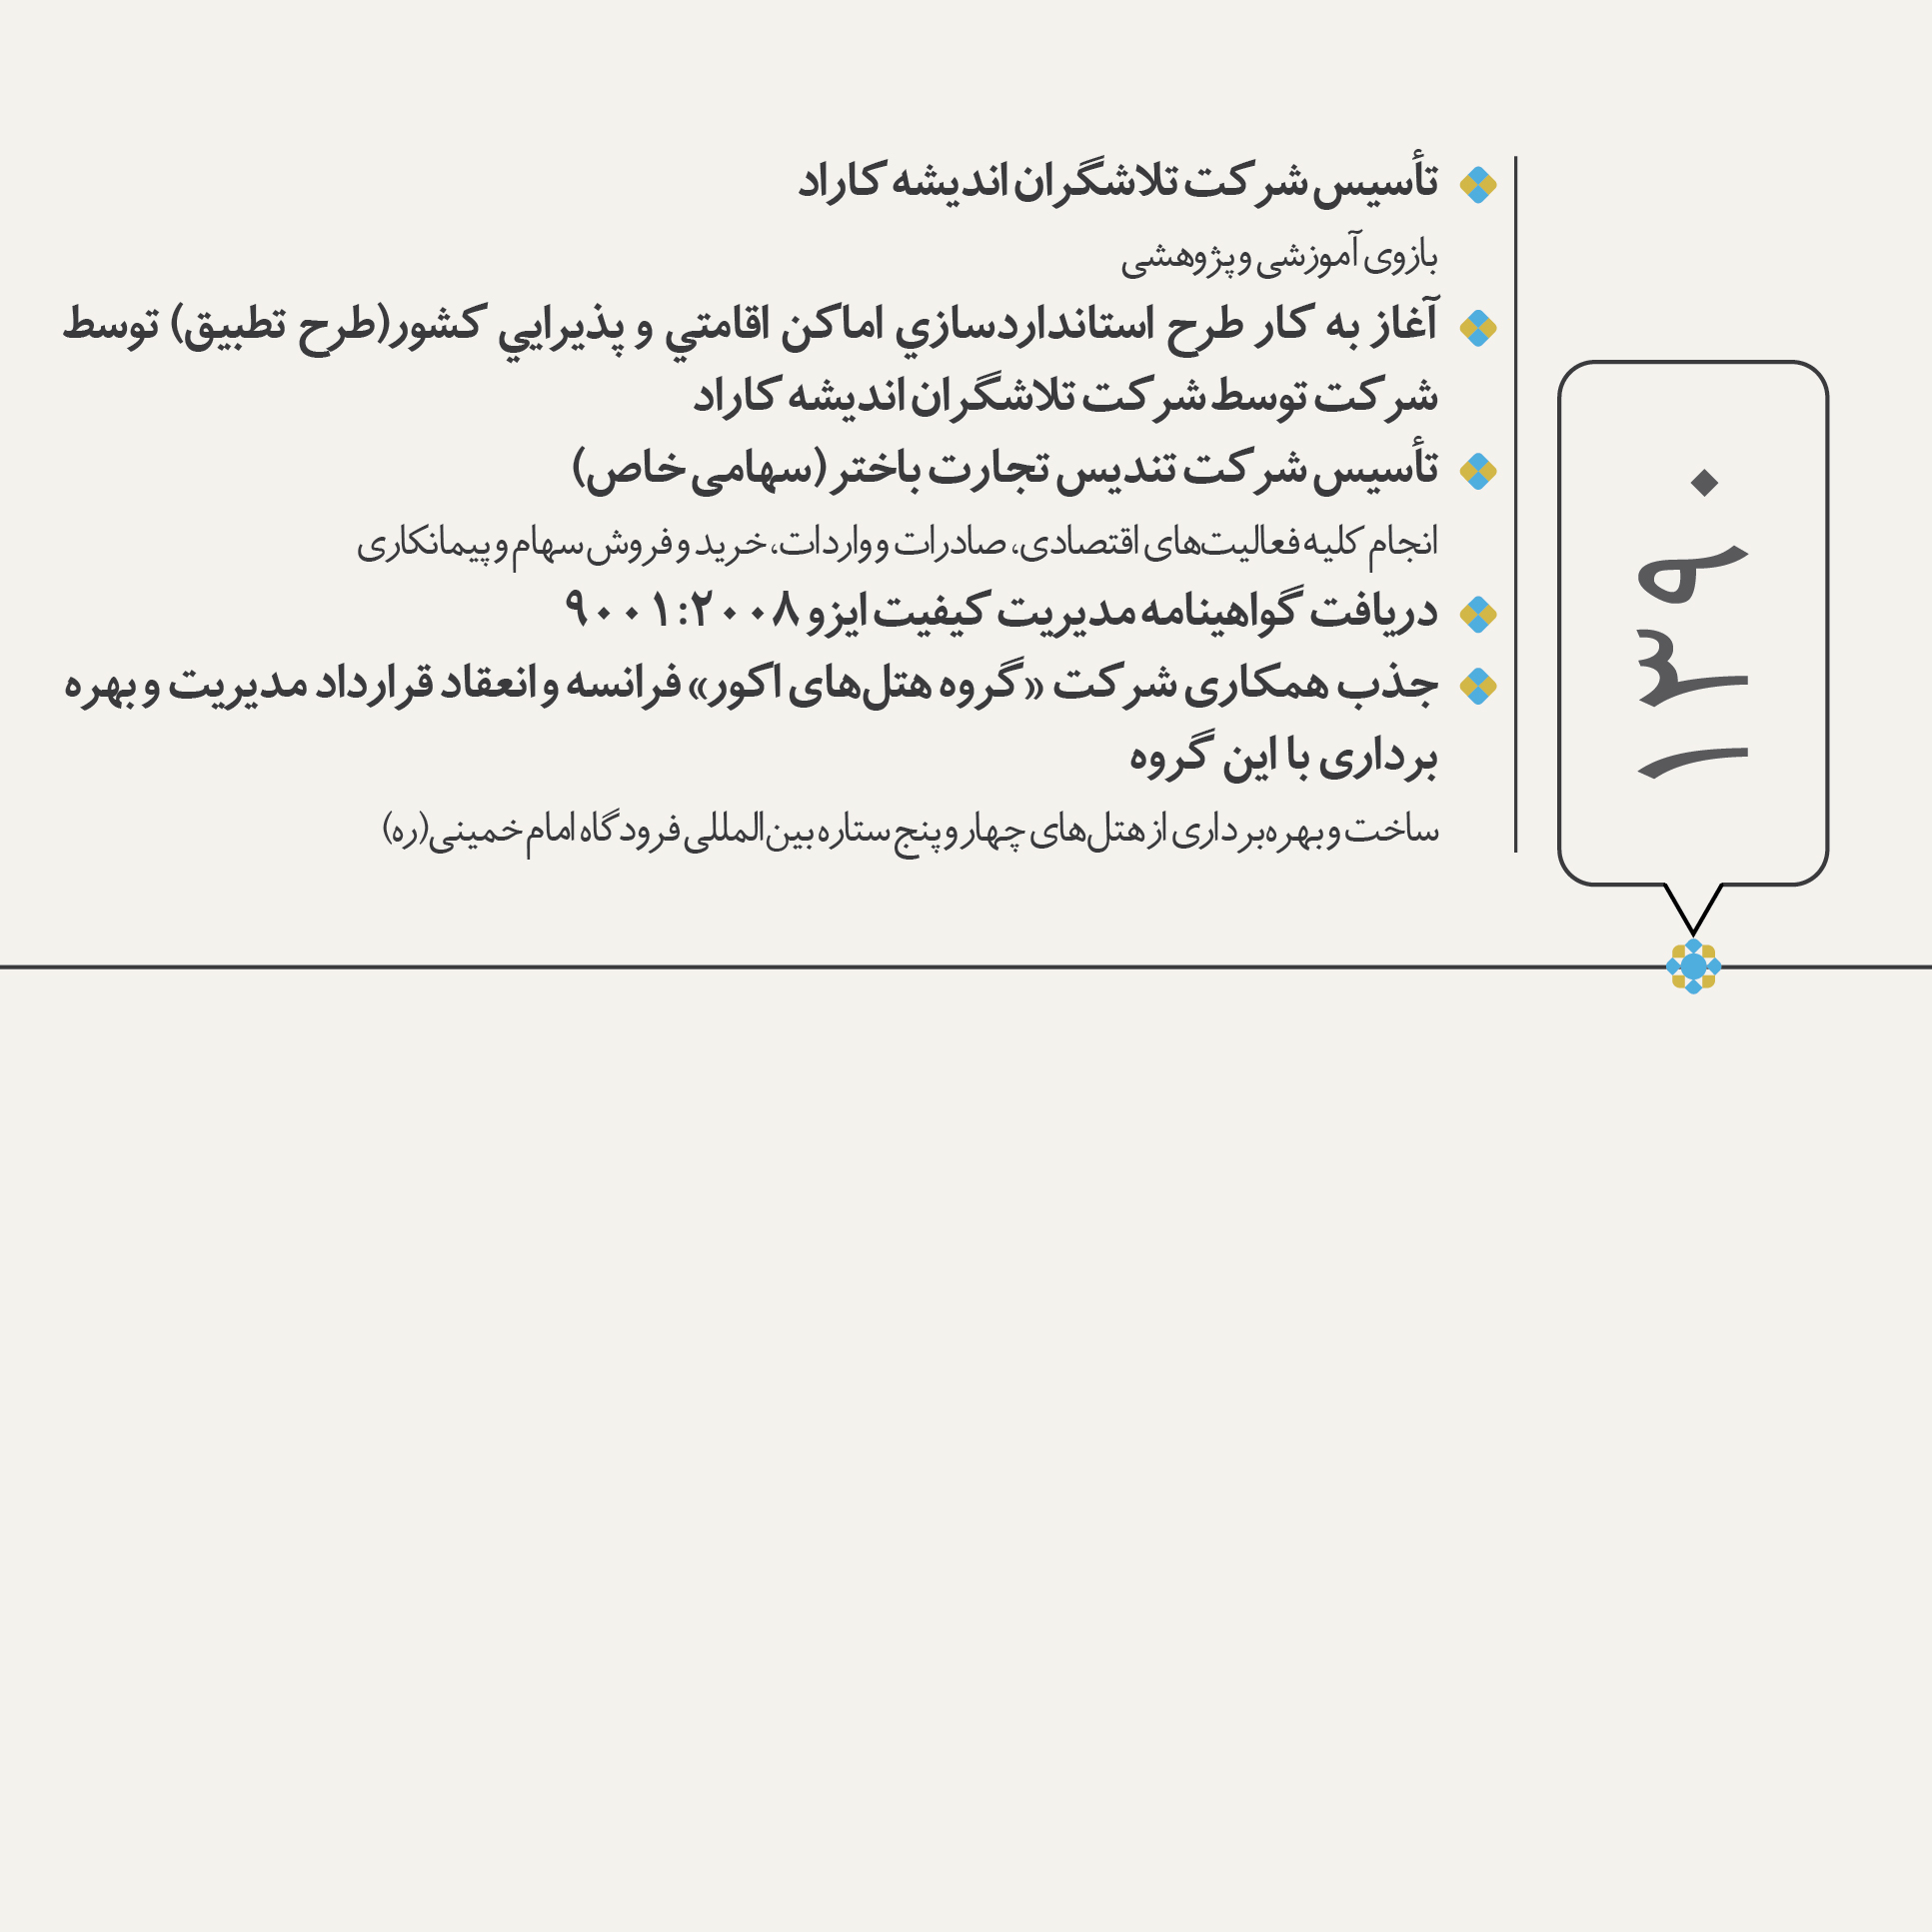 ۱۳۹۰
تأسیس شرکت تلاشگران اندیشه کاراد
بازوی آموزشی و پژوهشی
آغاز به کار طرح استانداردسازي اماکن اقامتي و پذيرايي کشور(طرح تطبیق) توسط
شرکت توسط شرکت تلاشگران اندیشه کاراد
تأسیس شرکت تندیس تجارت باختر (سهامی خاص)
انجام کلیه فعالیت‌های اقتصادی، صادرات و واردات، خرید و فروش سهام و پیمانکاری
دریافت گواهینامه مدیریت کیفیت ایزو ۹۰۰۱:۲۰۰۸
جذب همکاری شرکت «گروه هتل‌های اکور» فرانسه و انعقاد قرارداد مدیریت و بهره
برداری با این گروه
ساخت و بهره‌برداری از هتل‌های چهار و پنج ستاره بین‌المللی فرودگاه امام خمینی(ره)